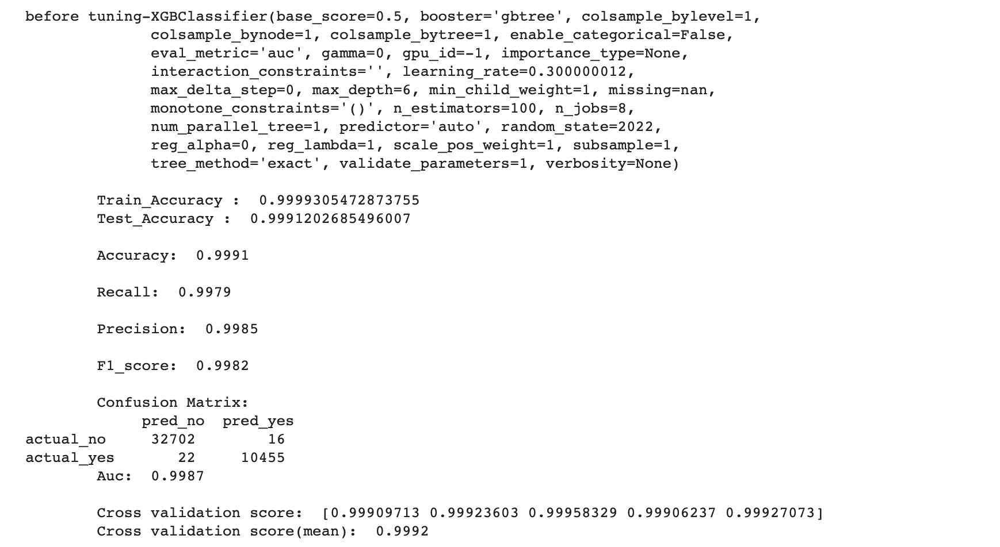 before tuning-XGBClassifier(base_score=0.5, booster='gbtree', colsample_bylevel=1,
colsample_bynode=1, colsample_bytree=1, enable_categorical=False,
eval_metric='auc', gamma=0, gpu_id=-1, importance_type=None,
interaction_constraints='', learning_rate=0.300000012,
max_delta_step=0, max_depth=6, min_child_weight=1, missing=nan,
monotone_constraints='()', n_estimators=100, n_jobs=8,
num_parallel_tree=1, predictor='auto', random_state=2022,
reg_alpha=0, reg_lambda=1, scale_pos_weight=1, subsample=1,
tree_method='exact', validate_parameters=1, verbosity=None)
Train_Accuracy :  0.9999305472873755
Test_Accuracy :  0.9991202685496007
Accuracy:  0.9991
Recall:  0.9979
Precision:  0.9985
F1_score:  0.9982
Confusion Matrix:
pred_no  pred_yes
actual_no     32702        16
actual_yes       22     10455
Auc:  0.9987
Cross validation score:  [0.99909713 0.99923603 0.99958329 0.99906237 0.99927073]
Cross validation score(mean):  0.9992